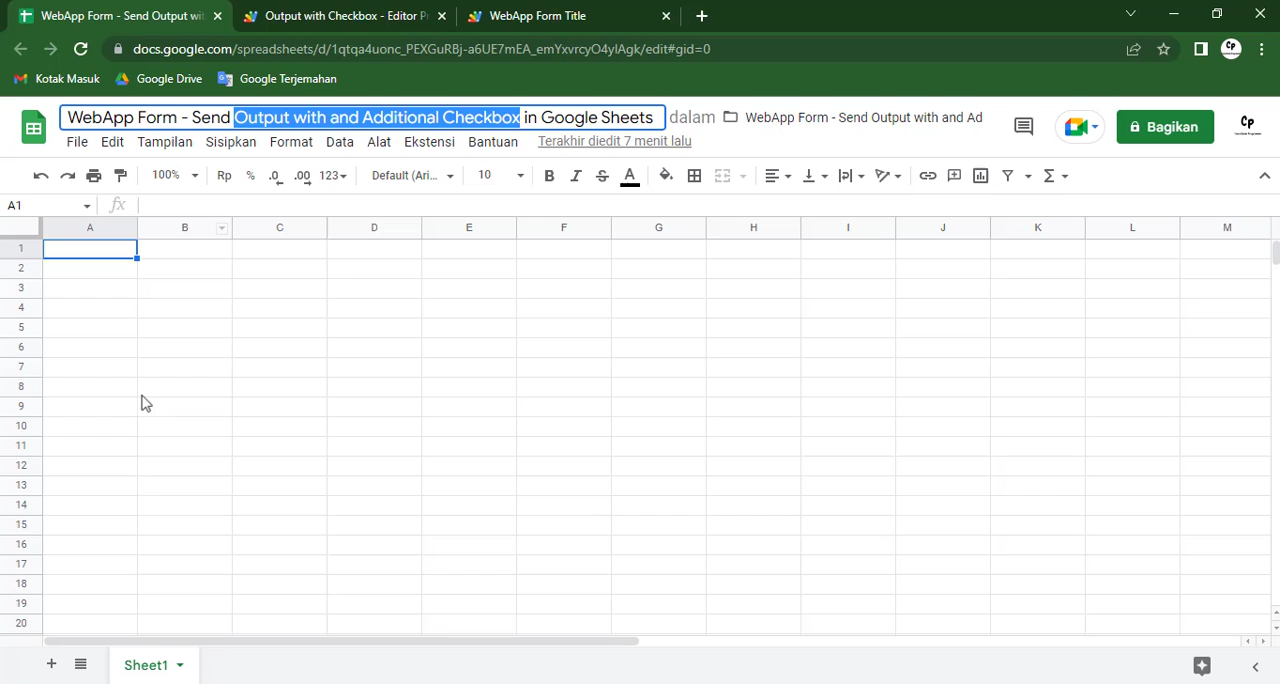 WebApp Form - Send Output wit
Output with Checkbox - Editor P
WebApp Form Title
docs.google.com/spreadsheets/d/1qtqa4uonc_PEXGuRBj-a6UE7mEA_emYxvrcyO4ylAgk/edit#gid=0
Cp
Kotak Masuk
Google Drive
Google Terjemahan
WebApp Form - Send Output with and Additional Checkbox in Google Sheets
dalam
WebApp Form - Send Output with and Ad
Bagikan
Cp
File Edit Tampilan Sisipkan Format Data Alat Ekstensi Bantuan Terakhir diedit 7 menit lalu
100% Rp % .0 .00 123 Default (Ari... 10 B I S A
A1 fx
A B C D E F G H I J K L M
1
2
3
4
5
6
7
8
9
10
11
12
13
14
15
16
17
18
19
20
Sheet1